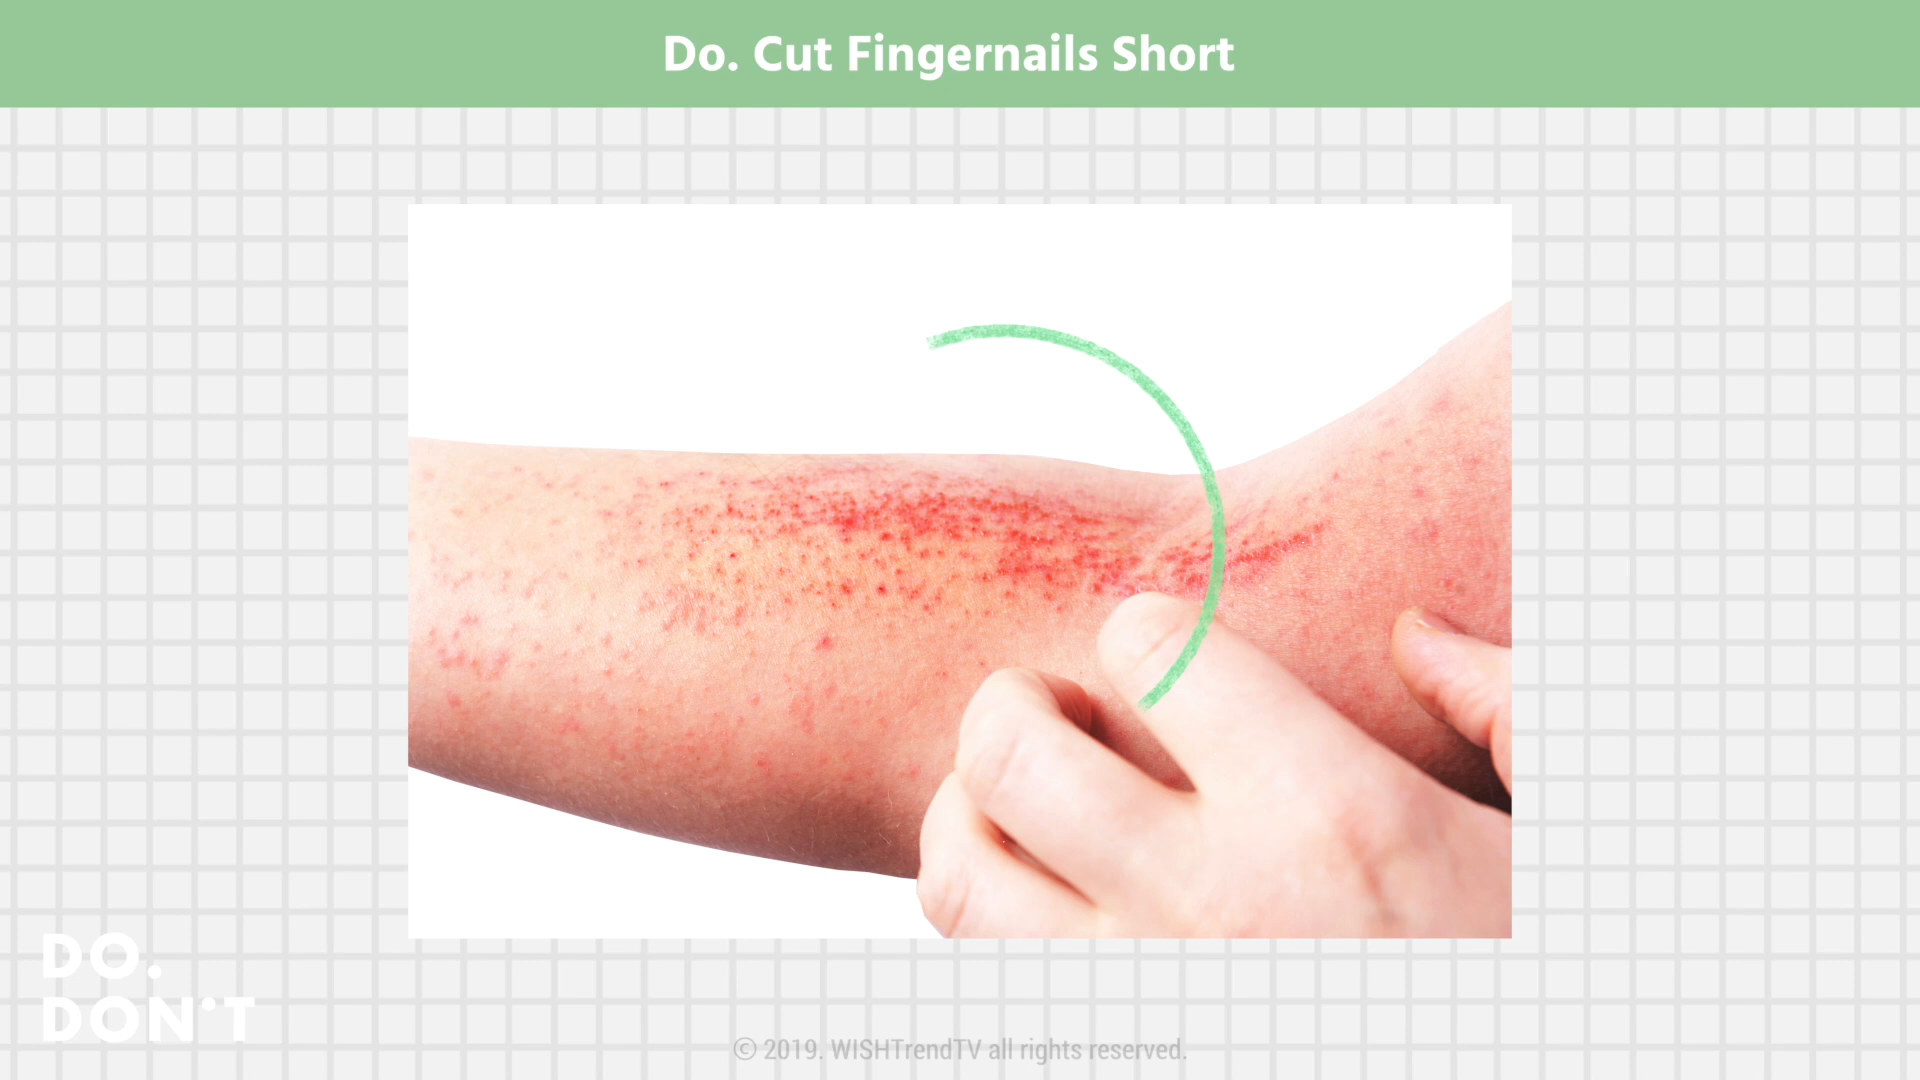 Do. Cut Fingernails Short
DO.
DON'T
© 2019. WISHTrendTV all rights reserved.